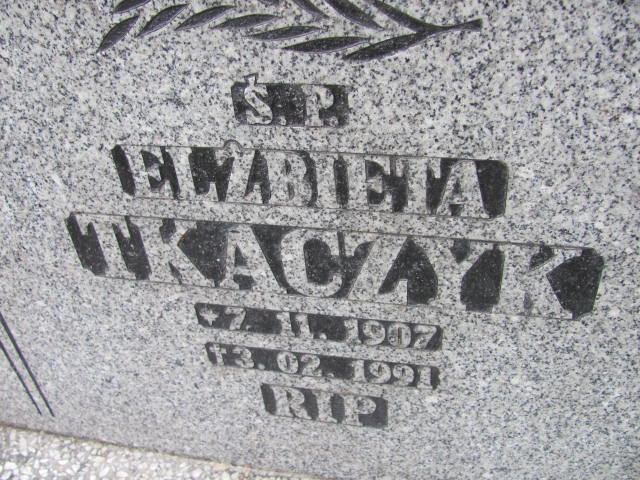 Ś. P.
ELŻBIETA
TKACZYK
*7. 11. 1907
†3. 02. 1991
RIP